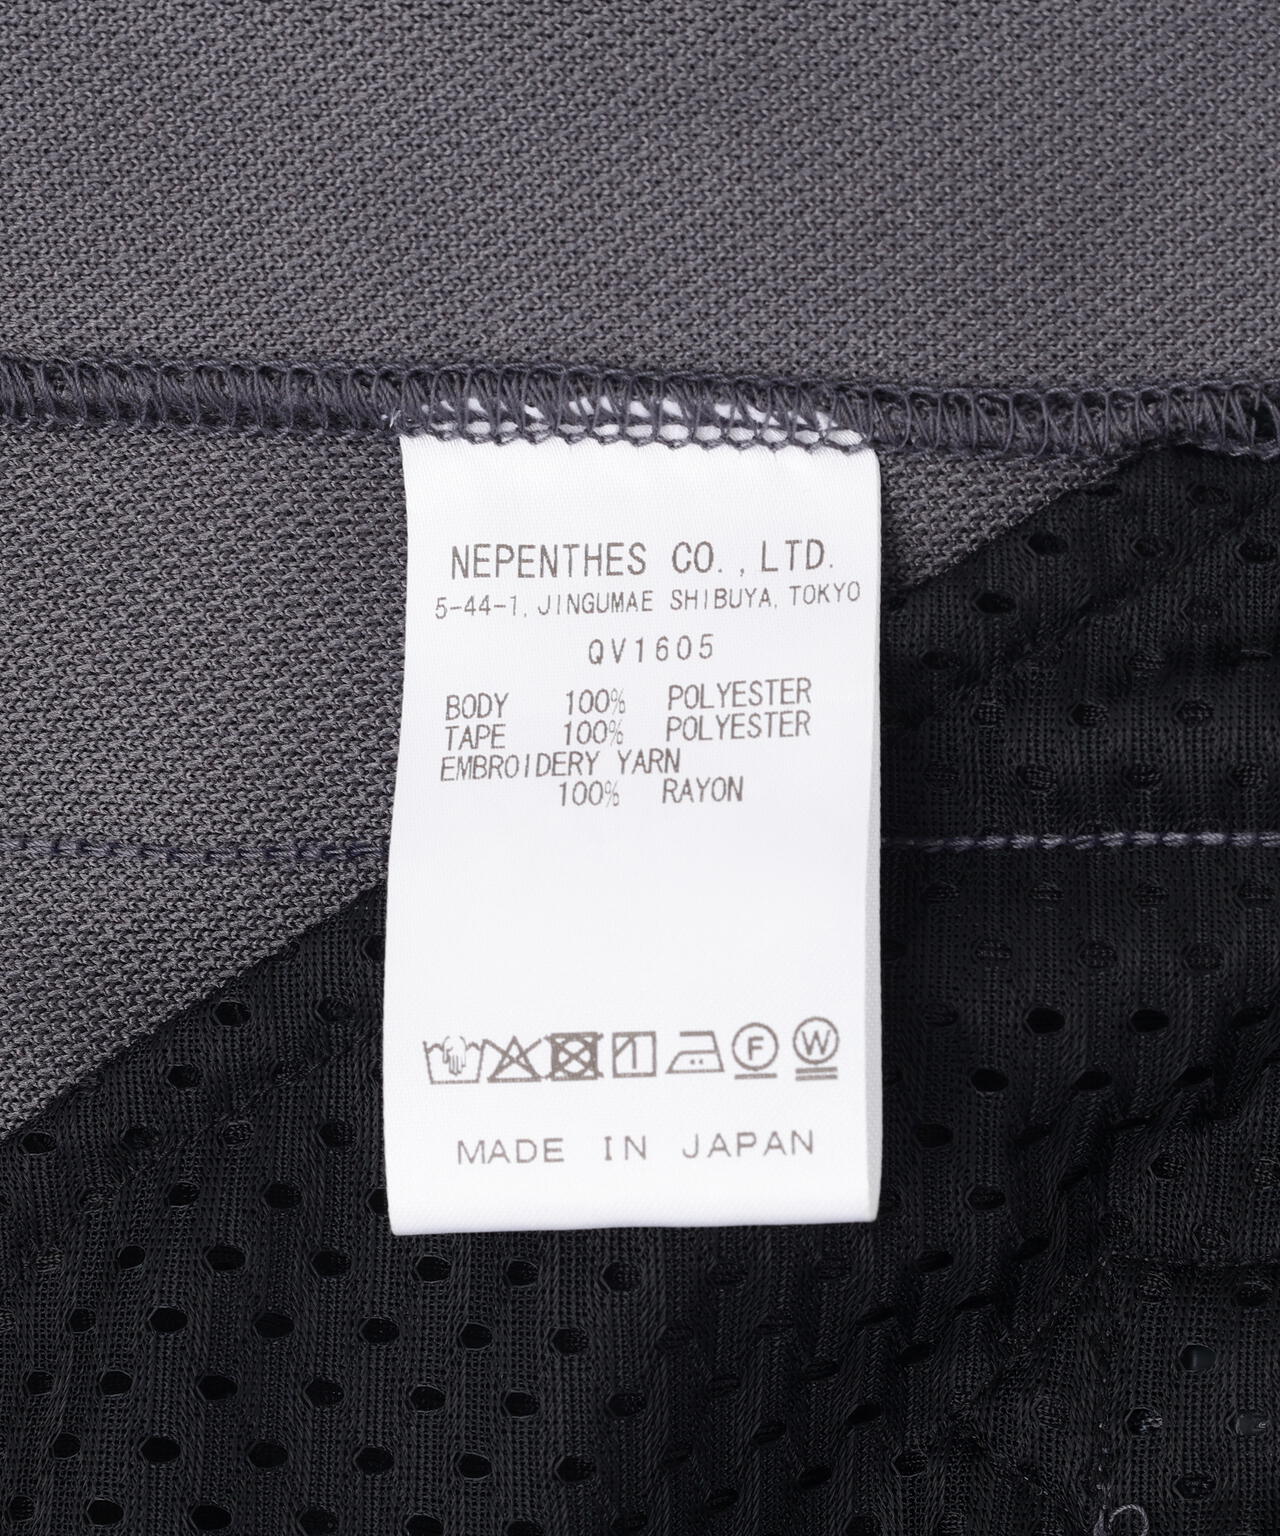 NEPENTHES CO., LTD.
5-44-1, JINGUMAE SHIBUYA, TOKYO
QV1605
BODY 100% POLYESTER
TAPE 100% POLYESTER
EMBROIDERY YARN
100% RAYON
F W
MADE IN JAPAN